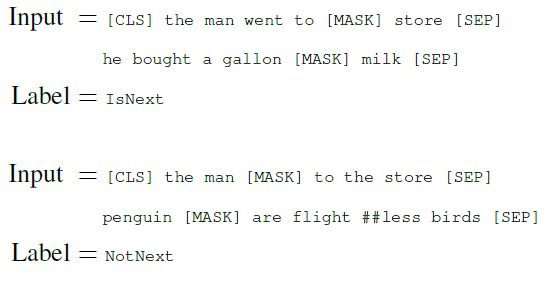 Input = [CLS] the man went to [MASK] store [SEP]
he bought a gallon [MASK] milk [SEP]
Label = IsNext
Input = [CLS] the man [MASK] to the store [SEP]
penguin [MASK] are flight ##less birds [SEP]
Label = NotNext